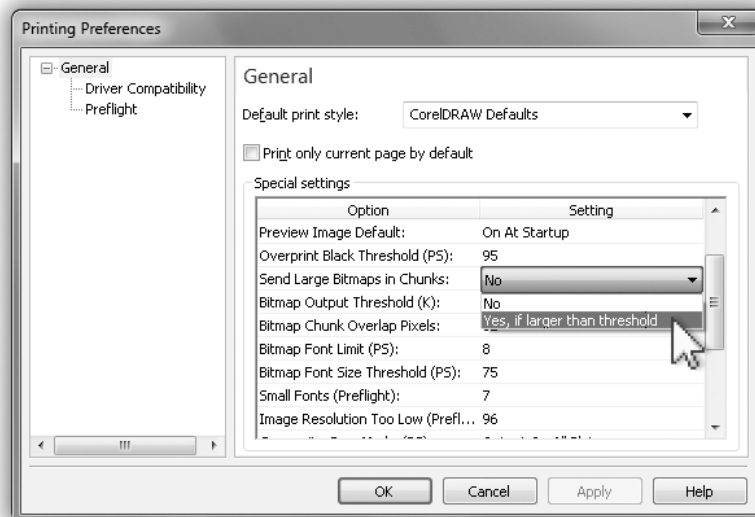 Printing Preferences
General
Driver Compatibility
Preflight
General
Default print style: CorelDRAW Defaults
Print only current page by default
Special settings
Option Setting
Preview Image Default: On At Startup
Overprint Black Threshold (PS): 95
Send Large Bitmaps in Chunks: No
Bitmap Output Threshold (K): No
Bitmap Chunk Overlap Pixels: Yes, if larger than threshold
Bitmap Font Limit (PS): 8
Bitmap Font Size Threshold (PS): 75
Small Fonts (Preflight): 7
Image Resolution Too Low (Prefl... 96
OK Cancel Apply Help